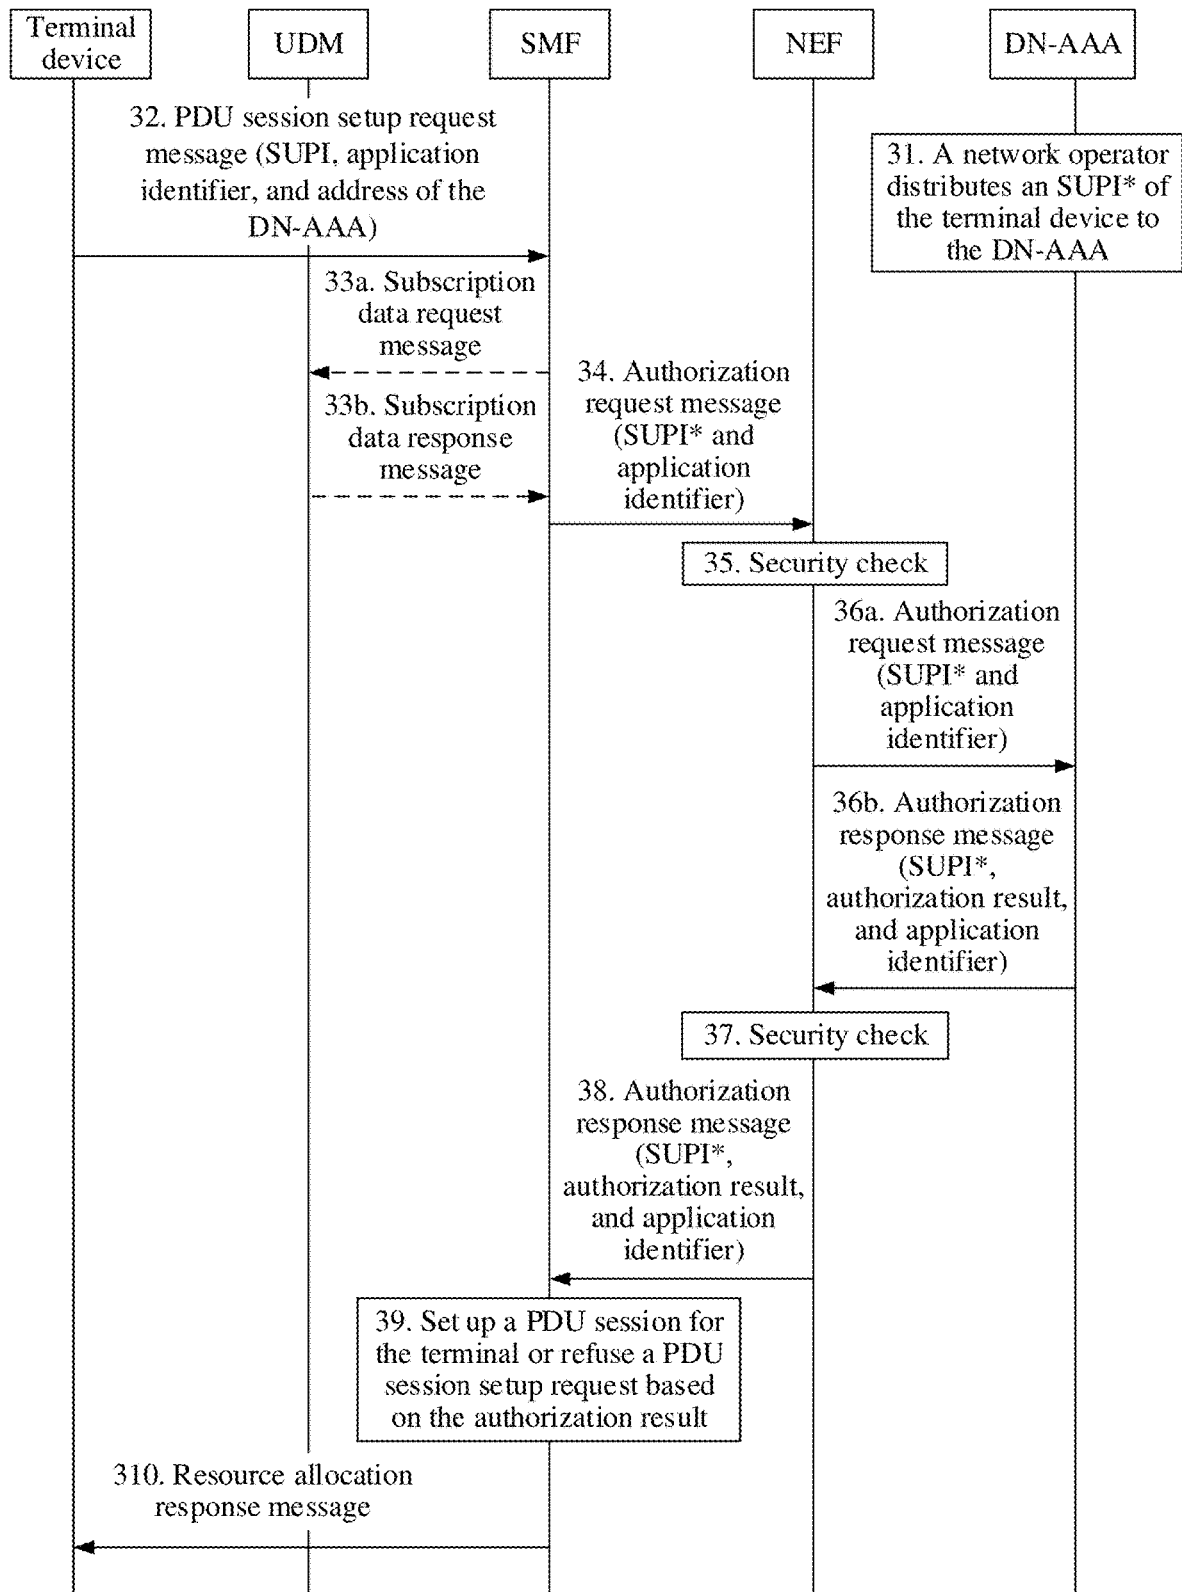 Terminal
device
UDM
SMF
NEF
DN-AAA
32. PDU session setup request
message (SUPI, application
identifier, and address of the
DN-AAA)
31. A network operator
distributes an SUPI* of
the terminal device to
the DN-AAA
33a. Subscription
data request
message
33b. Subscription
data response
message
34. Authorization
request message
(SUPI* and
application
identifier)
35. Security check
36a. Authorization
request message
(SUPI* and
application
identifier)
36b. Authorization
response message
(SUPI*,
authorization result,
and application
identifier)
37. Security check
38. Authorization
response message
(SUPI*,
authorization result,
and application
identifier)
39. Set up a PDU session for
the terminal or refuse a PDU
session setup request based
on the authorization result
310. Resource allocation
response message